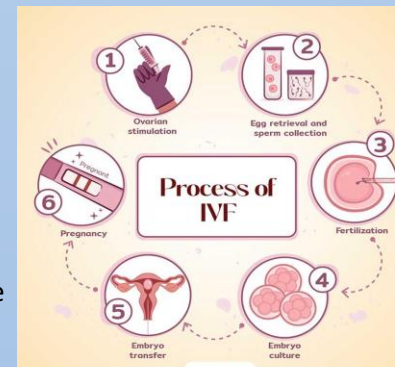 1
Ovarian
stimulation
2
Egg retrieval and
sperm collection
3
Fertilization
4
Embryo
culture
5
Embryo
transfer
6
Pregnant
Pregnancy
Process of
IVF
e